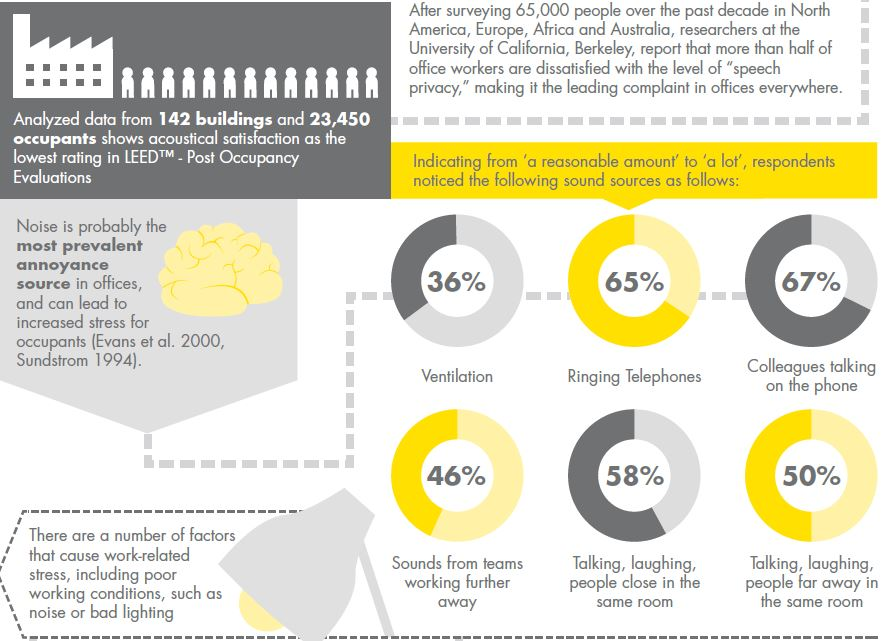 After surveying 65,000 people over the past decade in North
America, Europe, Africa and Australia, researchers at the
University of California, Berkeley, report that more than half of
office workers are dissatisfied with the level of “speech
privacy,” making it the leading complaint in offices everywhere.
Analyzed data from 142 buildings and 23,450
occupants shows acoustical satisfaction as the
lowest rating in LEED™ - Post Occupancy
Evaluations
Indicating from ‘a reasonable amount’ to ‘a lot’, respondents
noticed the following sound sources as follows:
Noise is probably the
most prevalent
annoyance
source in offices,
and can lead to
increased stress for
occupants (Evans et al. 2000,
Sundstrom 1994).
36%
Ventilation
65%
Ringing Telephones
67%
Colleagues talking
on the phone
46%
Sounds from teams
working further
away
58%
Talking, laughing,
people close in the
same room
50%
Talking, laughing,
people far away in
the same room
There are a number of factors
that cause work-related
stress, including poor
working conditions, such as
noise or bad lighting